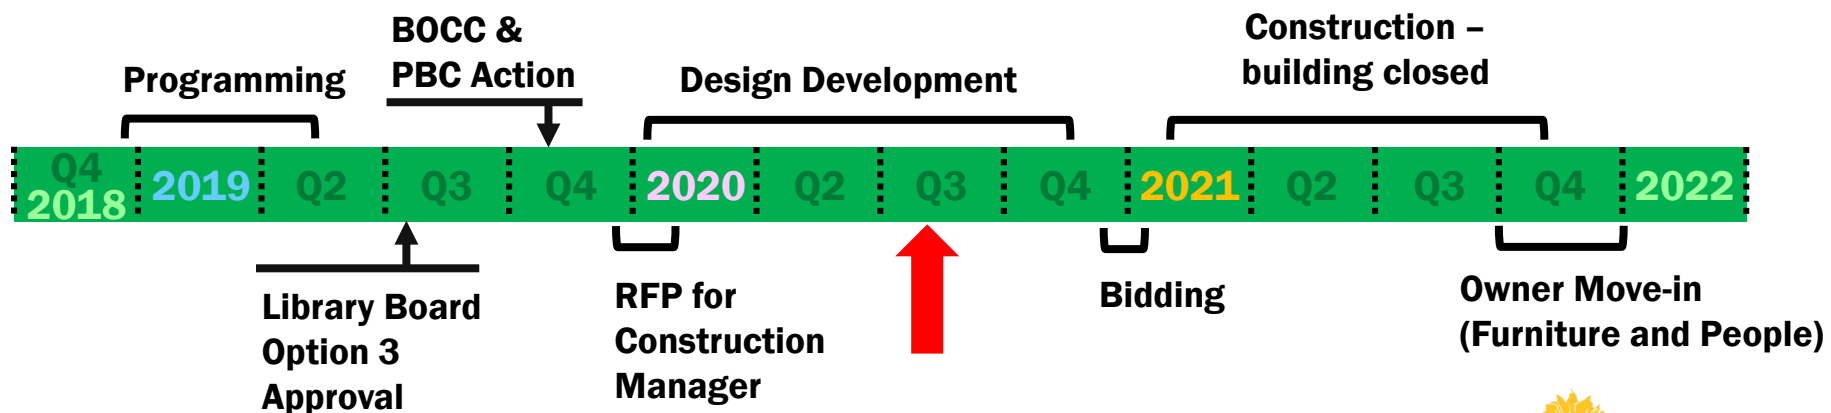 Programming
BOCC &
PBC Action
Design Development
Construction –
building closed
Q4
2018
2019
Q2
Q3
Q4
2020
Q2
Q3
Q4
2021
Q2
Q3
Q4
2022
Library Board
Option 3
Approval
RFP for
Construction
Manager
Bidding
Owner Move-in
(Furniture and People)